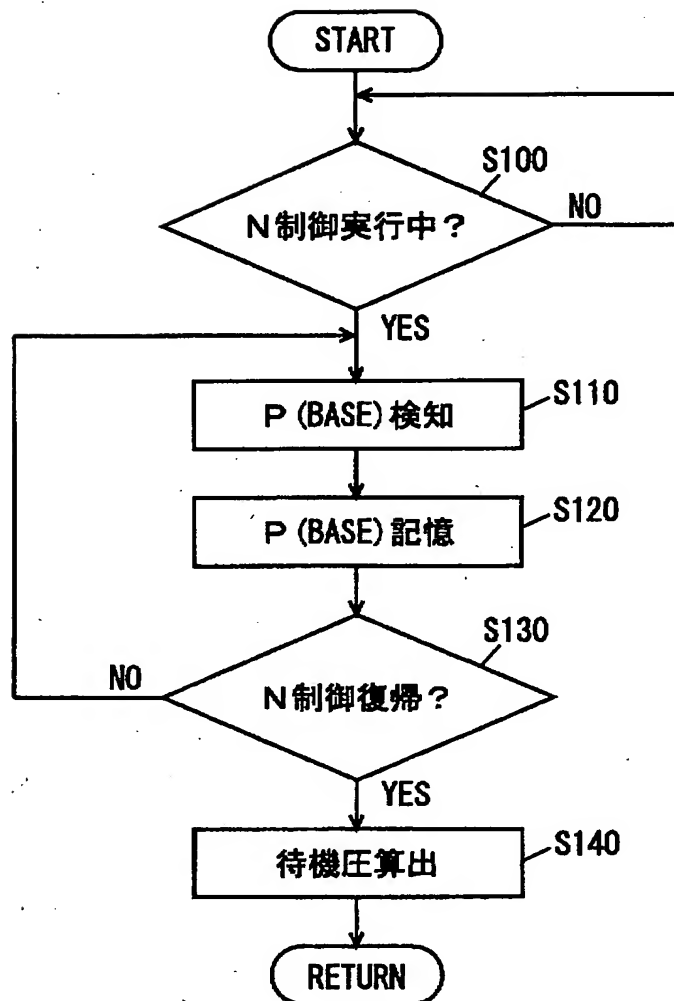 START
S100
N制御実行中？
NO
YES
S110
P(BASE)検知
S120
P(BASE)記憶
S130
NO
N制御復帰？
YES
S140
待機圧算出
RETURN